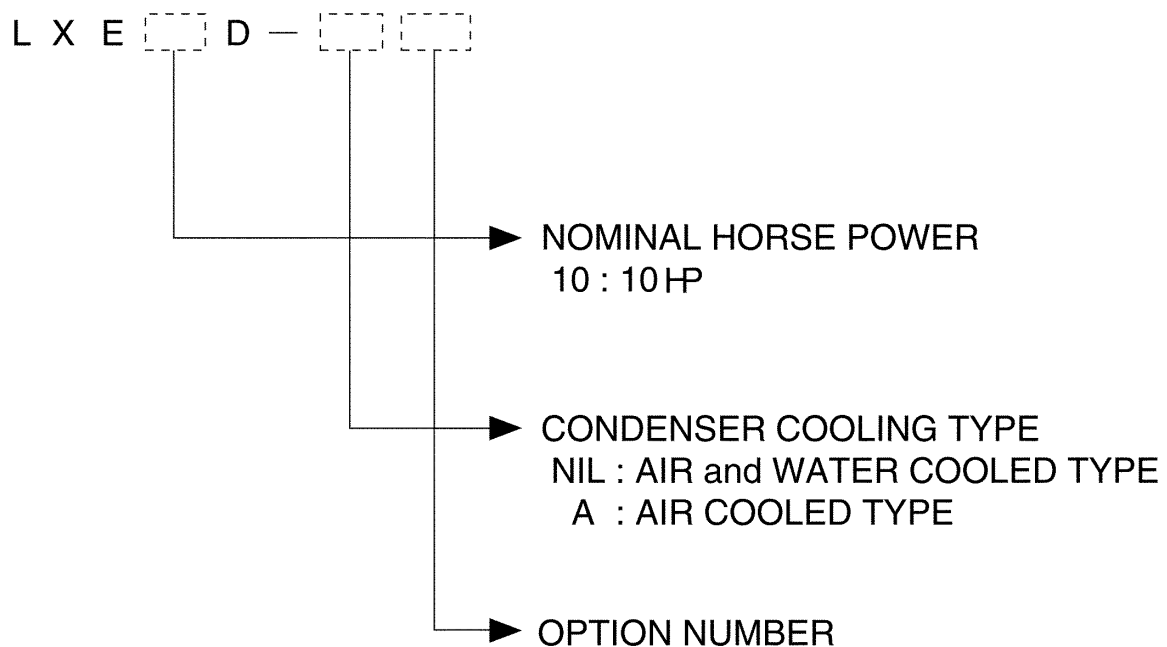 L X E D —
NOMINAL HORSE POWER
10 : 10 HP
CONDENSER COOLING TYPE
NIL : AIR and WATER COOLED TYPE
A : AIR COOLED TYPE
OPTION NUMBER